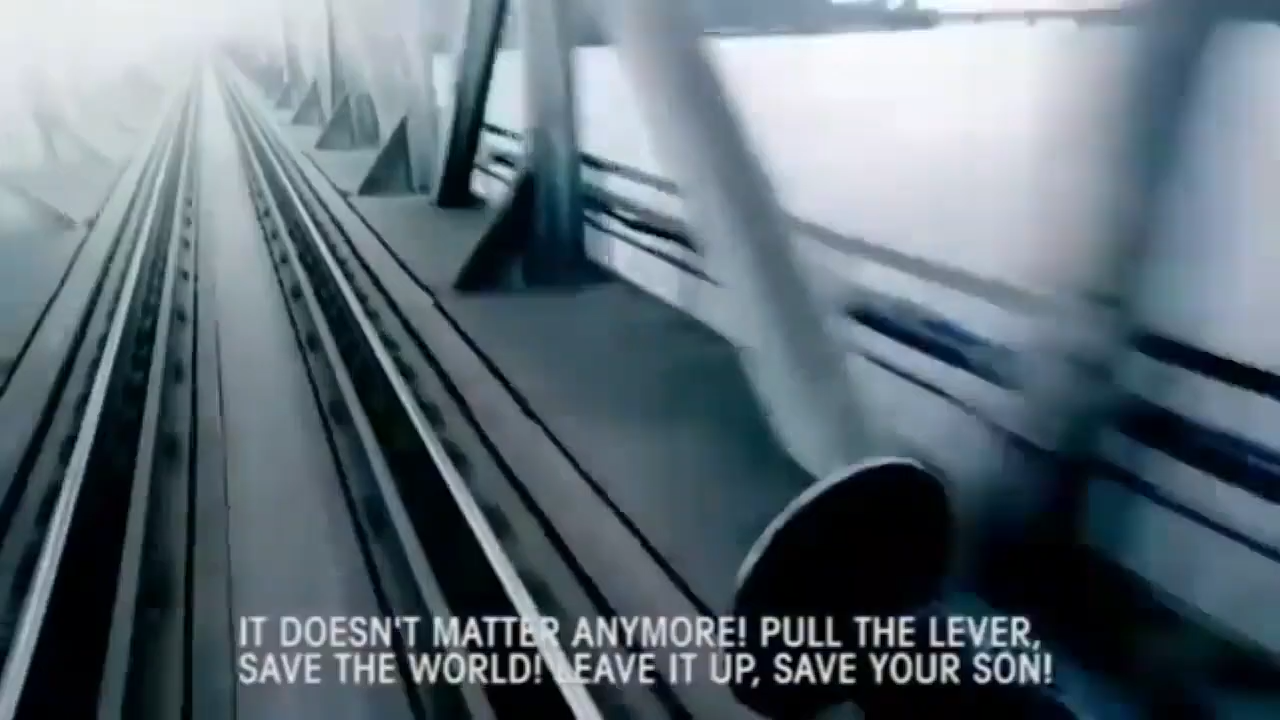 IT DOESN'T MATTER ANYMORE! PULL THE LEVER,
SAVE THE WORLD! LEAVE IT UP, SAVE YOUR SON!